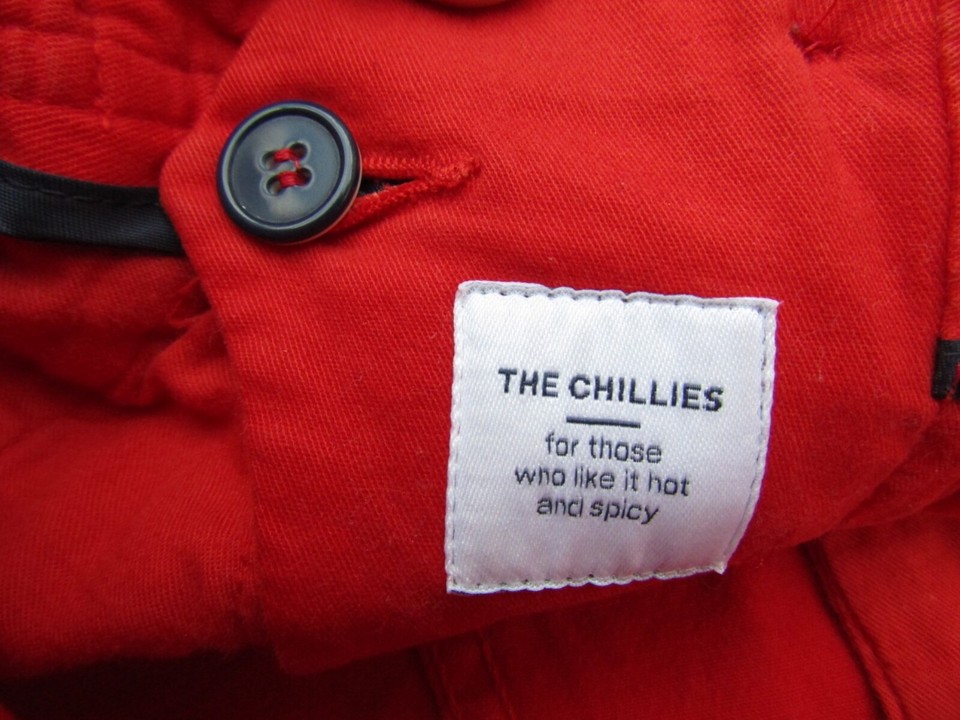 THE CHILLIES
for those
who like it hot
and spicy